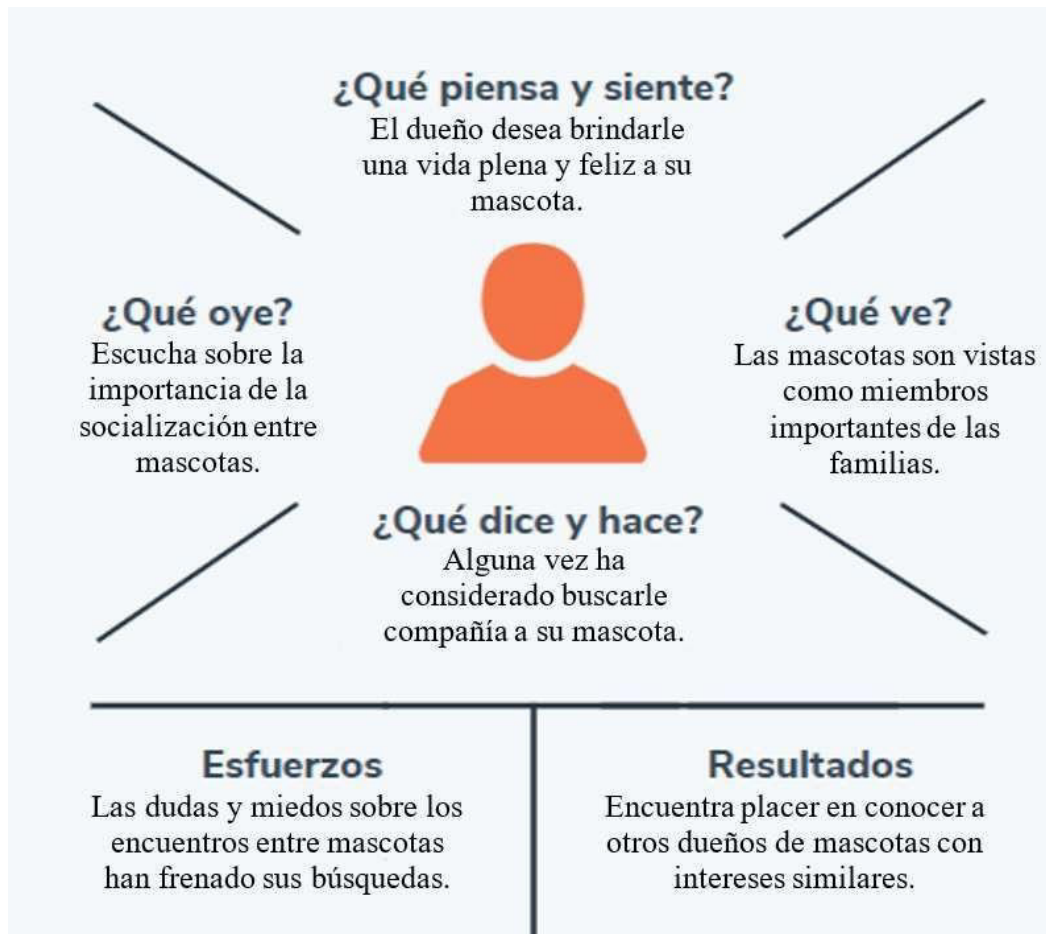 ¿Qué piensa y siente?
El dueño desea brindarle
una vida plena y feliz a su
mascota.
¿Qué oye?
Escucha sobre la
importancia de la
socialización entre
mascotas.
¿Qué ve?
Las mascotas son vistas
como miembros
importantes de las
familias.
¿Qué dice y hace?
Alguna vez ha
considerado buscarle
compañía a su mascota.
Esfuerzos
Las dudas y miedos sobre los
encuentros entre mascotas
han frenado sus búsquedas.
Resultados
Encuentra placer en conocer a
otros dueños de mascotas con
intereses similares.